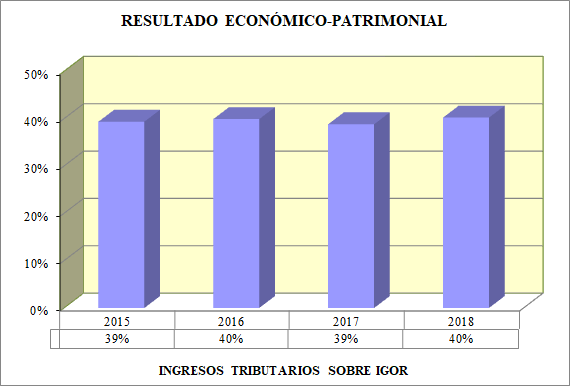 RESULTADO ECONÓMICO-PATRIMONIAL
50%
40%
30%
20%
10%
0%
2015 2016 2017 2018
39% 40% 39% 40%
INGRESOS TRIBUTARIOS SOBRE IGOR